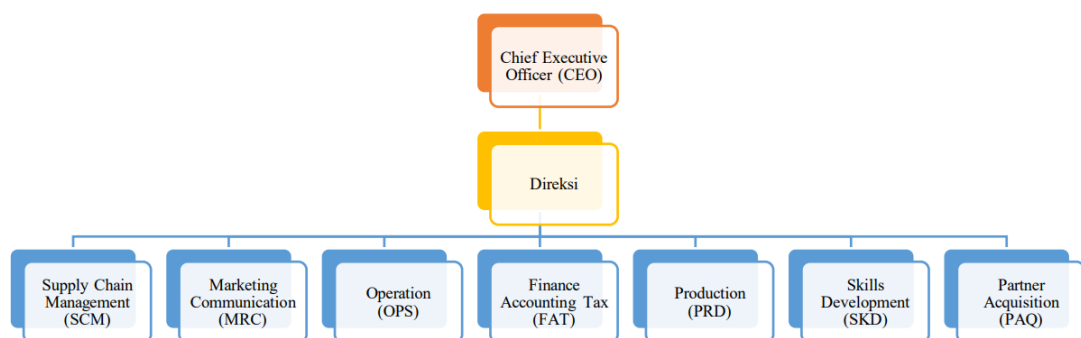 Chief Executive
Officer (CEO)
Direksi
Supply Chain
Management
(SCM)
Marketing
Communication
(MRC)
Operation
(OPS)
Finance
Accounting Tax
(FAT)
Production
(PRD)
Skills
Development
(SKD)
Partner
Acquisition
(PAQ)